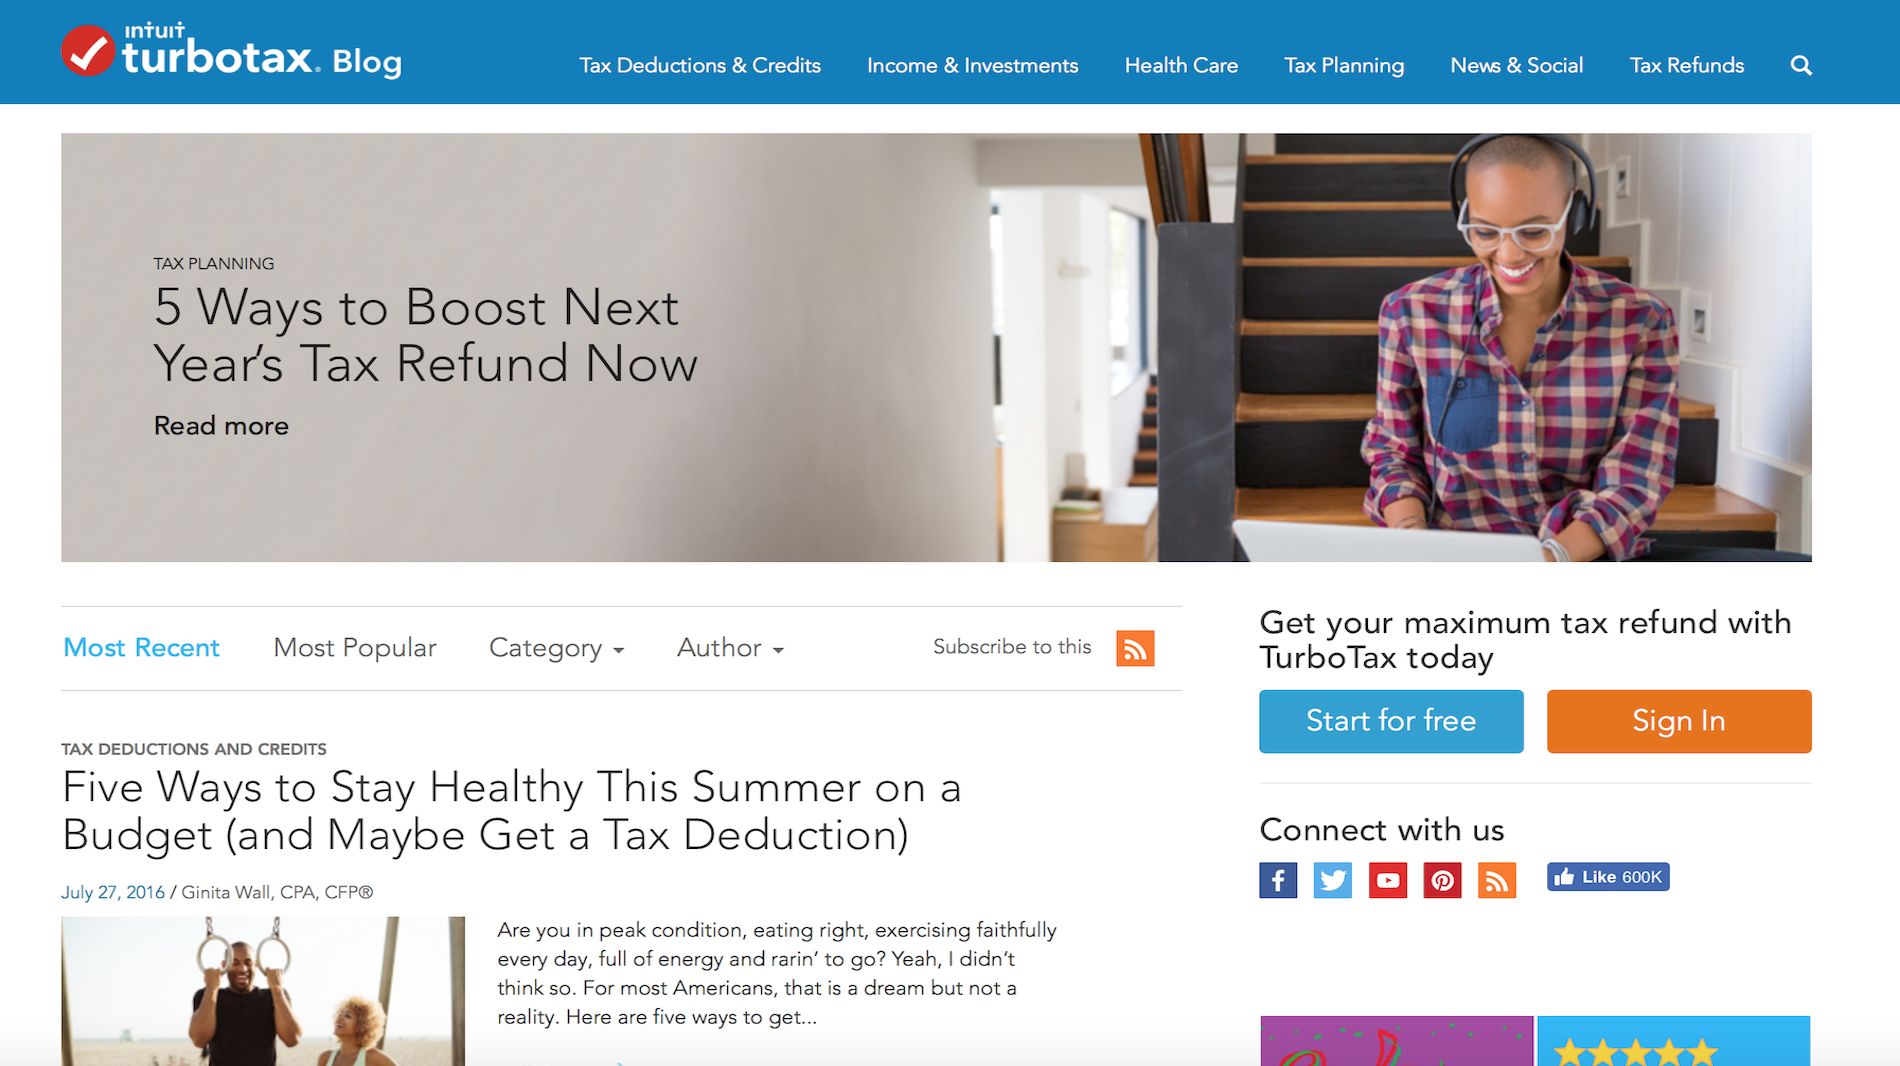 intuit
turbotax. Blog
Tax Deductions & Credits
Income & Investments
Health Care
Tax Planning
News & Social
Tax Refunds
TAX PLANNING
5 Ways to Boost Next
Year's Tax Refund Now
Read more
Most Recent
Most Popular
Category
Author
Subscribe to this
Get your maximum tax refund with
TurboTax today
Start for free
Sign In
TAX DEDUCTIONS AND CREDITS
Five Ways to Stay Healthy This Summer on a
Budget (and Maybe Get a Tax Deduction)
July 27, 2016 / Ginita Wall, CPA, CFP®
Are you in peak condition, eating right, exercising faithfully
every day, full of energy and rarin' to go? Yeah, I didn't
think so. For most Americans, that is a dream but not a
reality. Here are five ways to get...
Connect with us
Like 600K